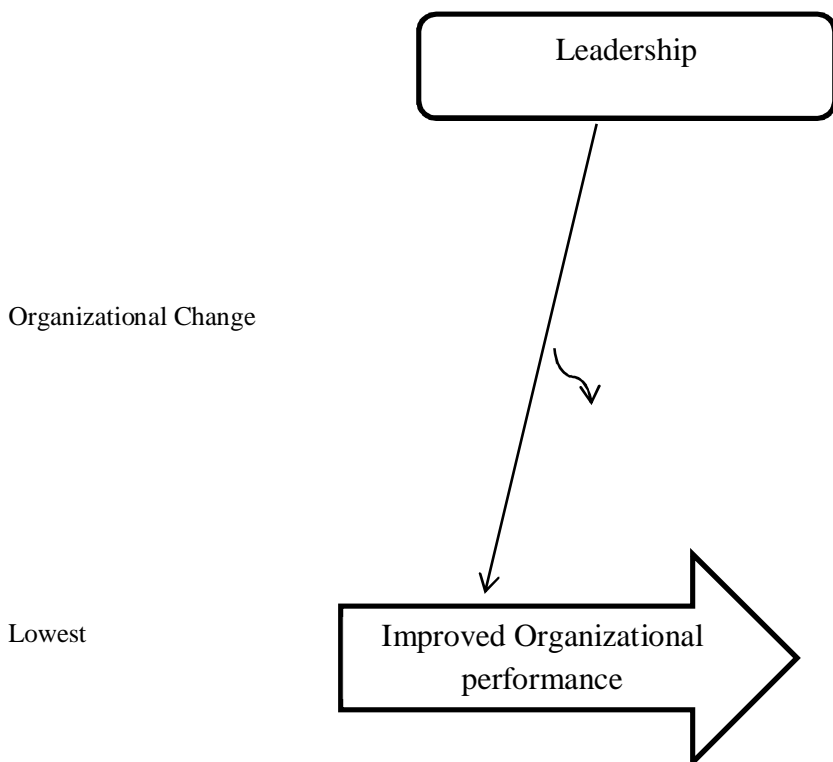 Leadership
Organizational Change
Lowest
Improved Organizational
performance